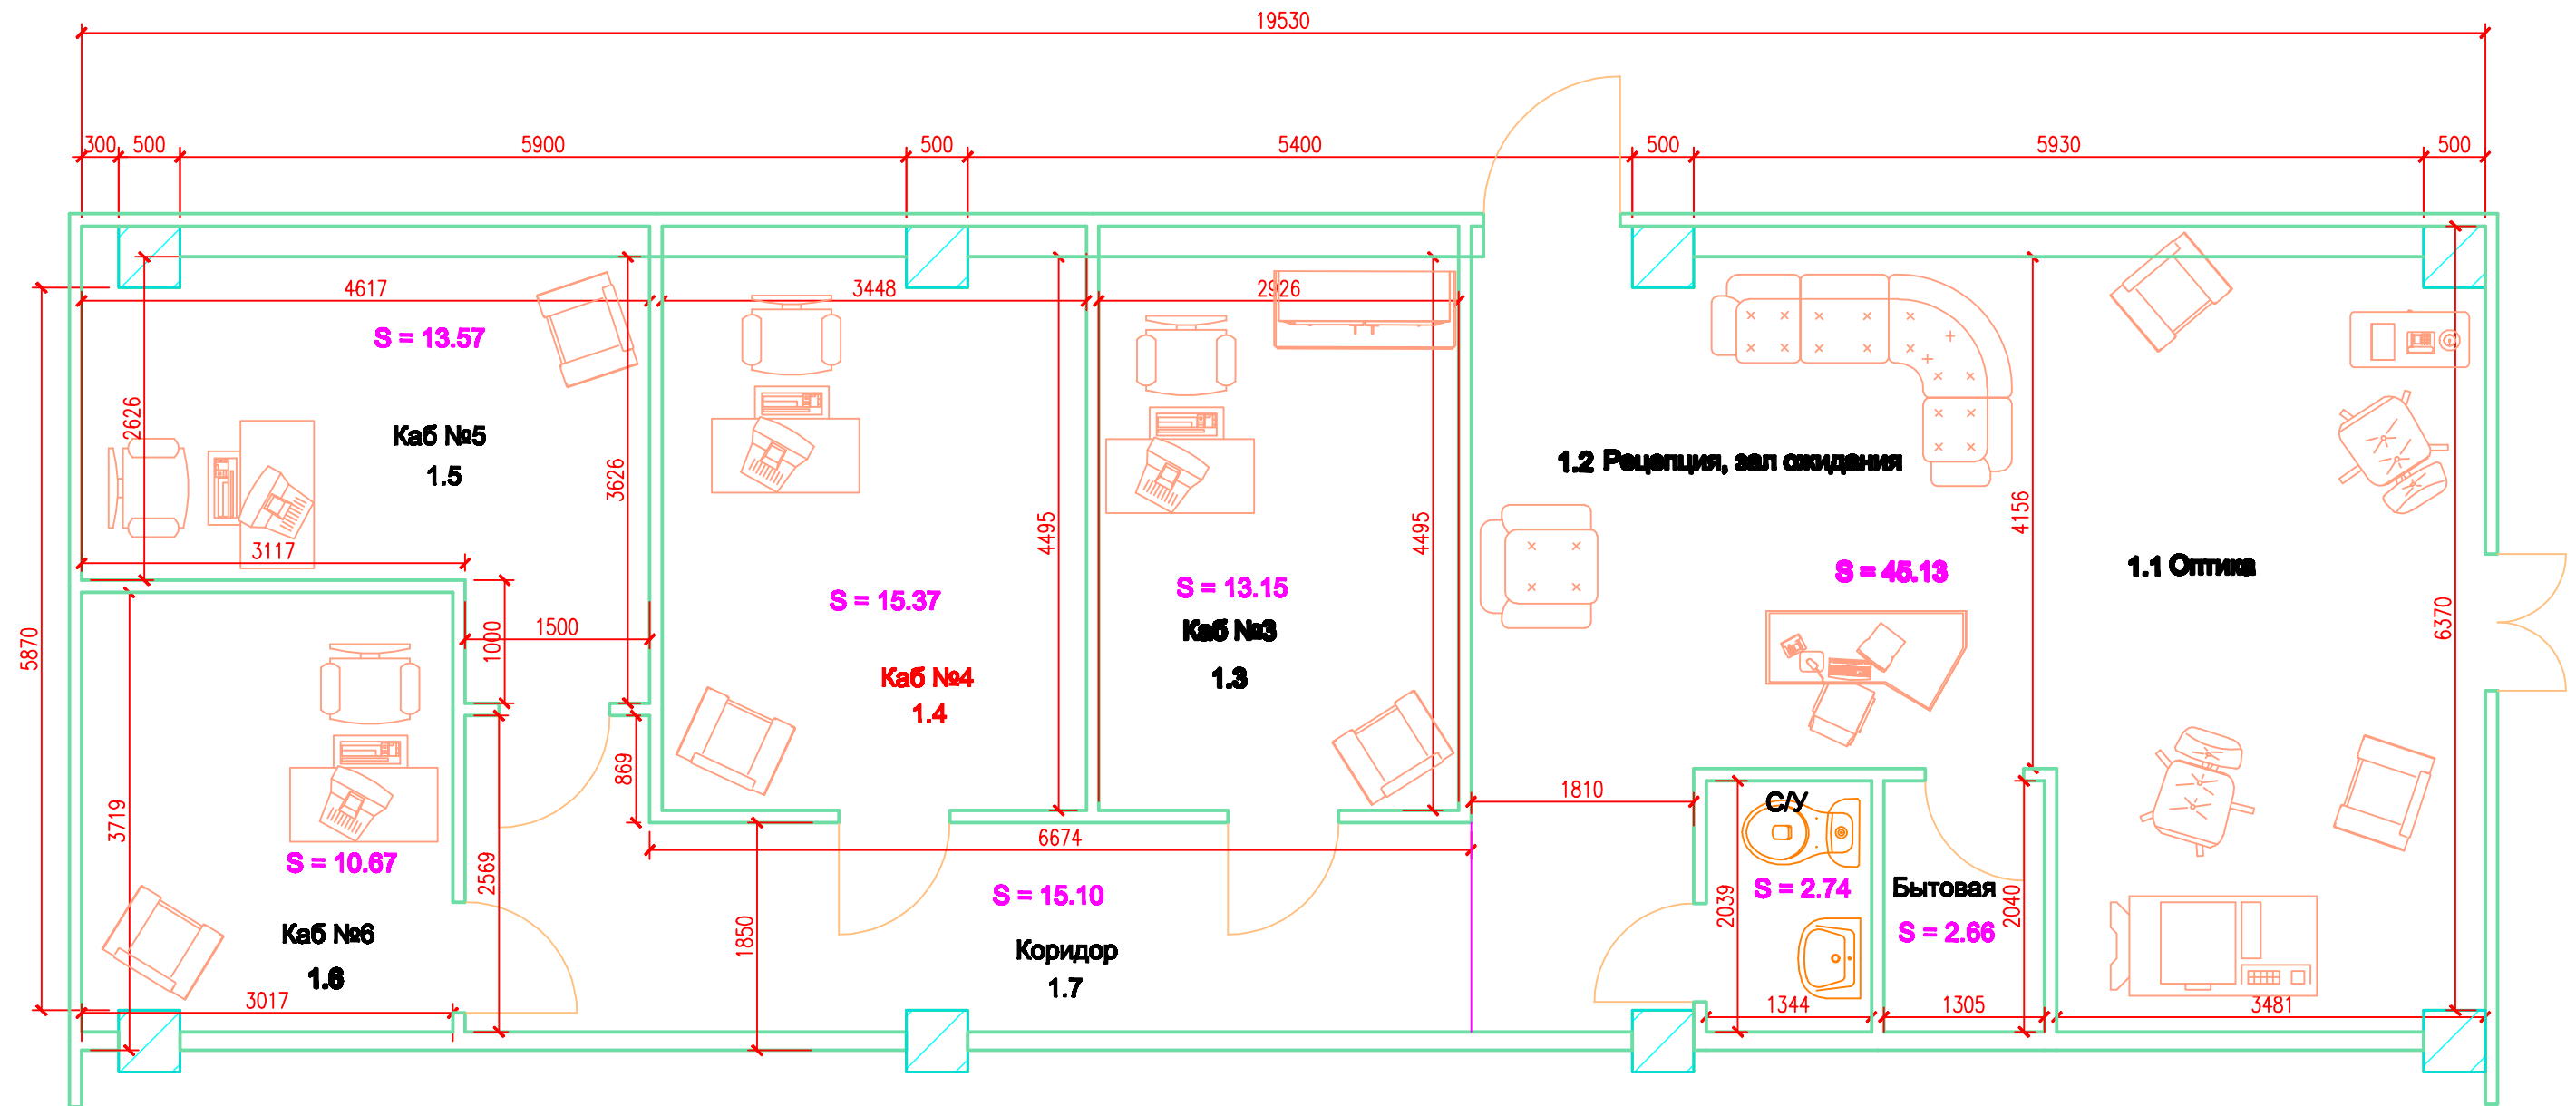 19530
300 500 5900 500 5400 500 5930 500
4617 3448 2926
S = 13.57
2626
Каб №5
1.5
3626
3117
1500
1000
5870
4495
S = 15.37
Каб №4
1.4
4495
S = 13.15
Каб №3
1.3
1.2 Рецепция, зал ожидания
4156
S = 45.13
1.1 Оптика
6370
869
3719
2569
S = 10.67
Каб №6
1.6
3017
6674
1810
1850
S = 15.10
Коридор
1.7
С/У
S = 2.74
2039
1344
Бытовая
S = 2.66
2040
1305
3481